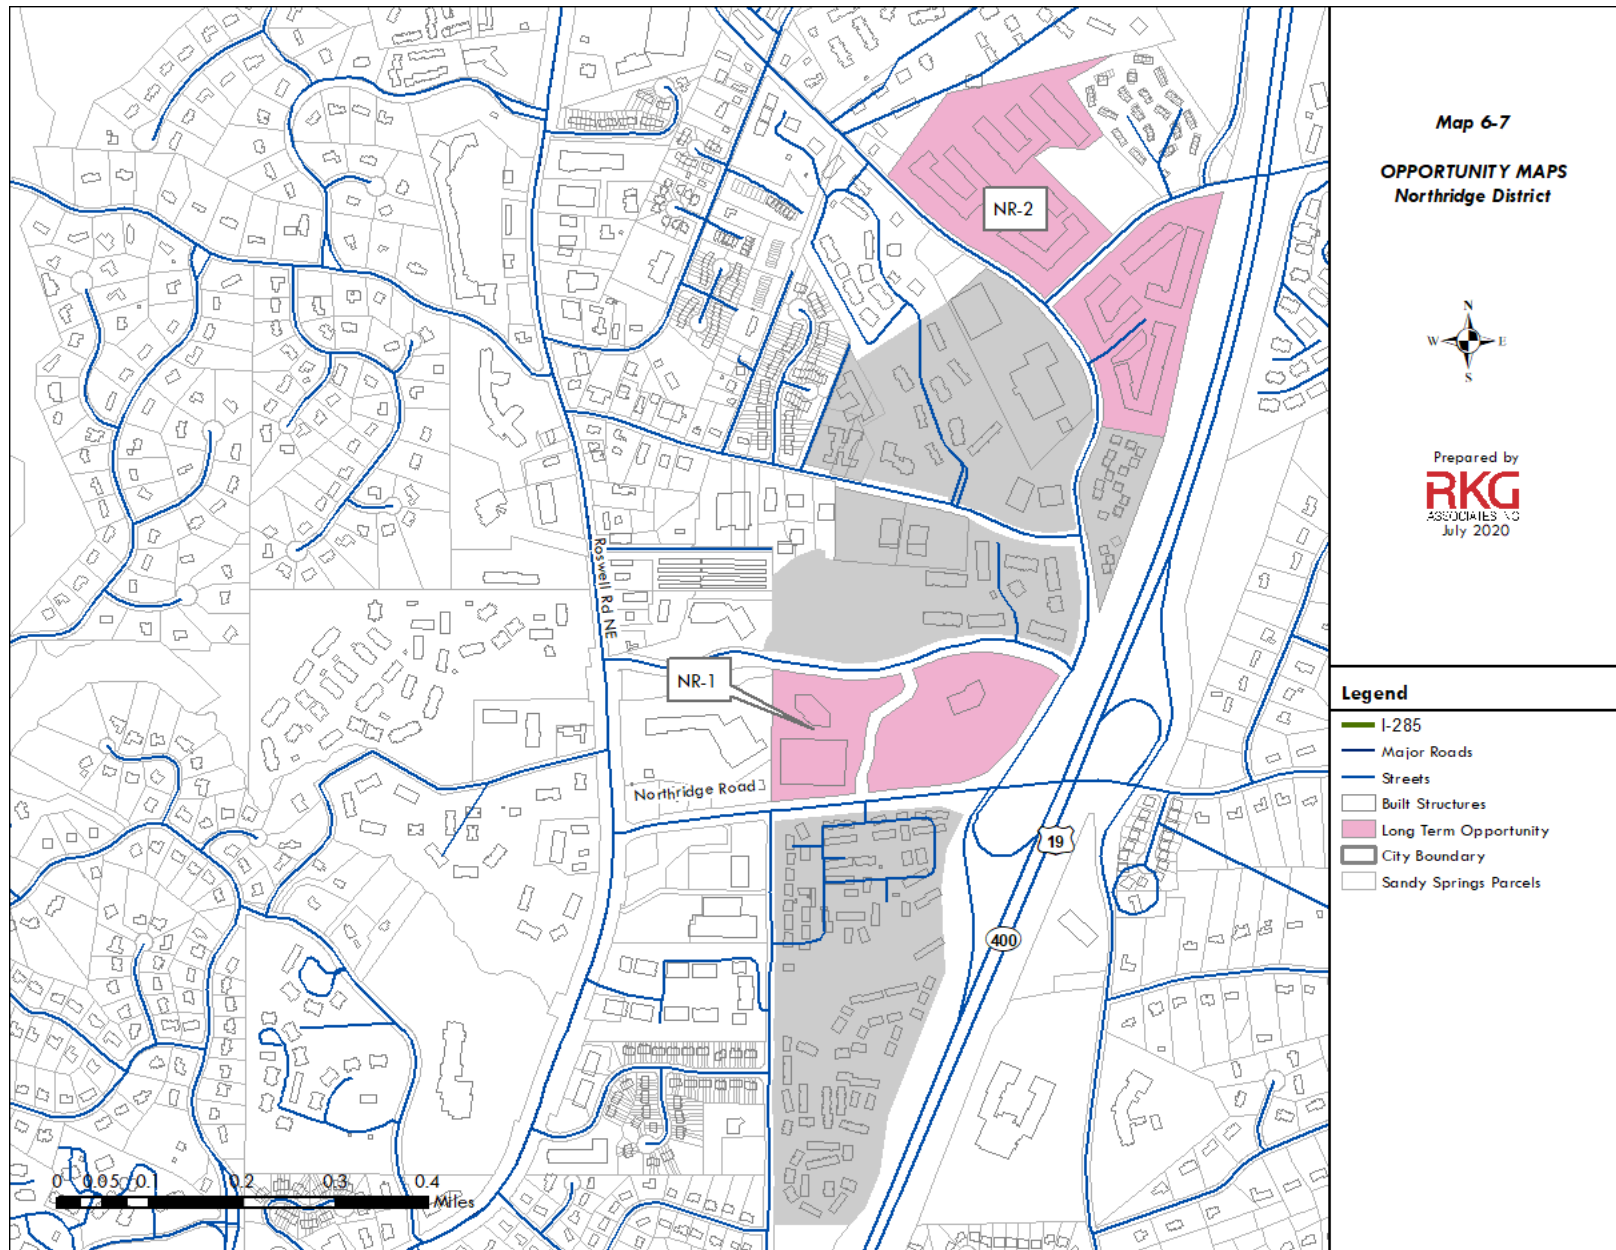 Map 6-7
OPPORTUNITY MAPS
Northridge District
N
W E
S
Prepared by
RKG
ASSOCIATES INC
July 2020
Legend
I-285
Major Roads
Streets
Built Structures
Long Term Opportunity
City Boundary
Sandy Springs Parcels
NR-2
Roswell Rd NE
NR-1
Northridge Road
19
400
0 0.05 0.1 0.2 0.3 0.4
Miles